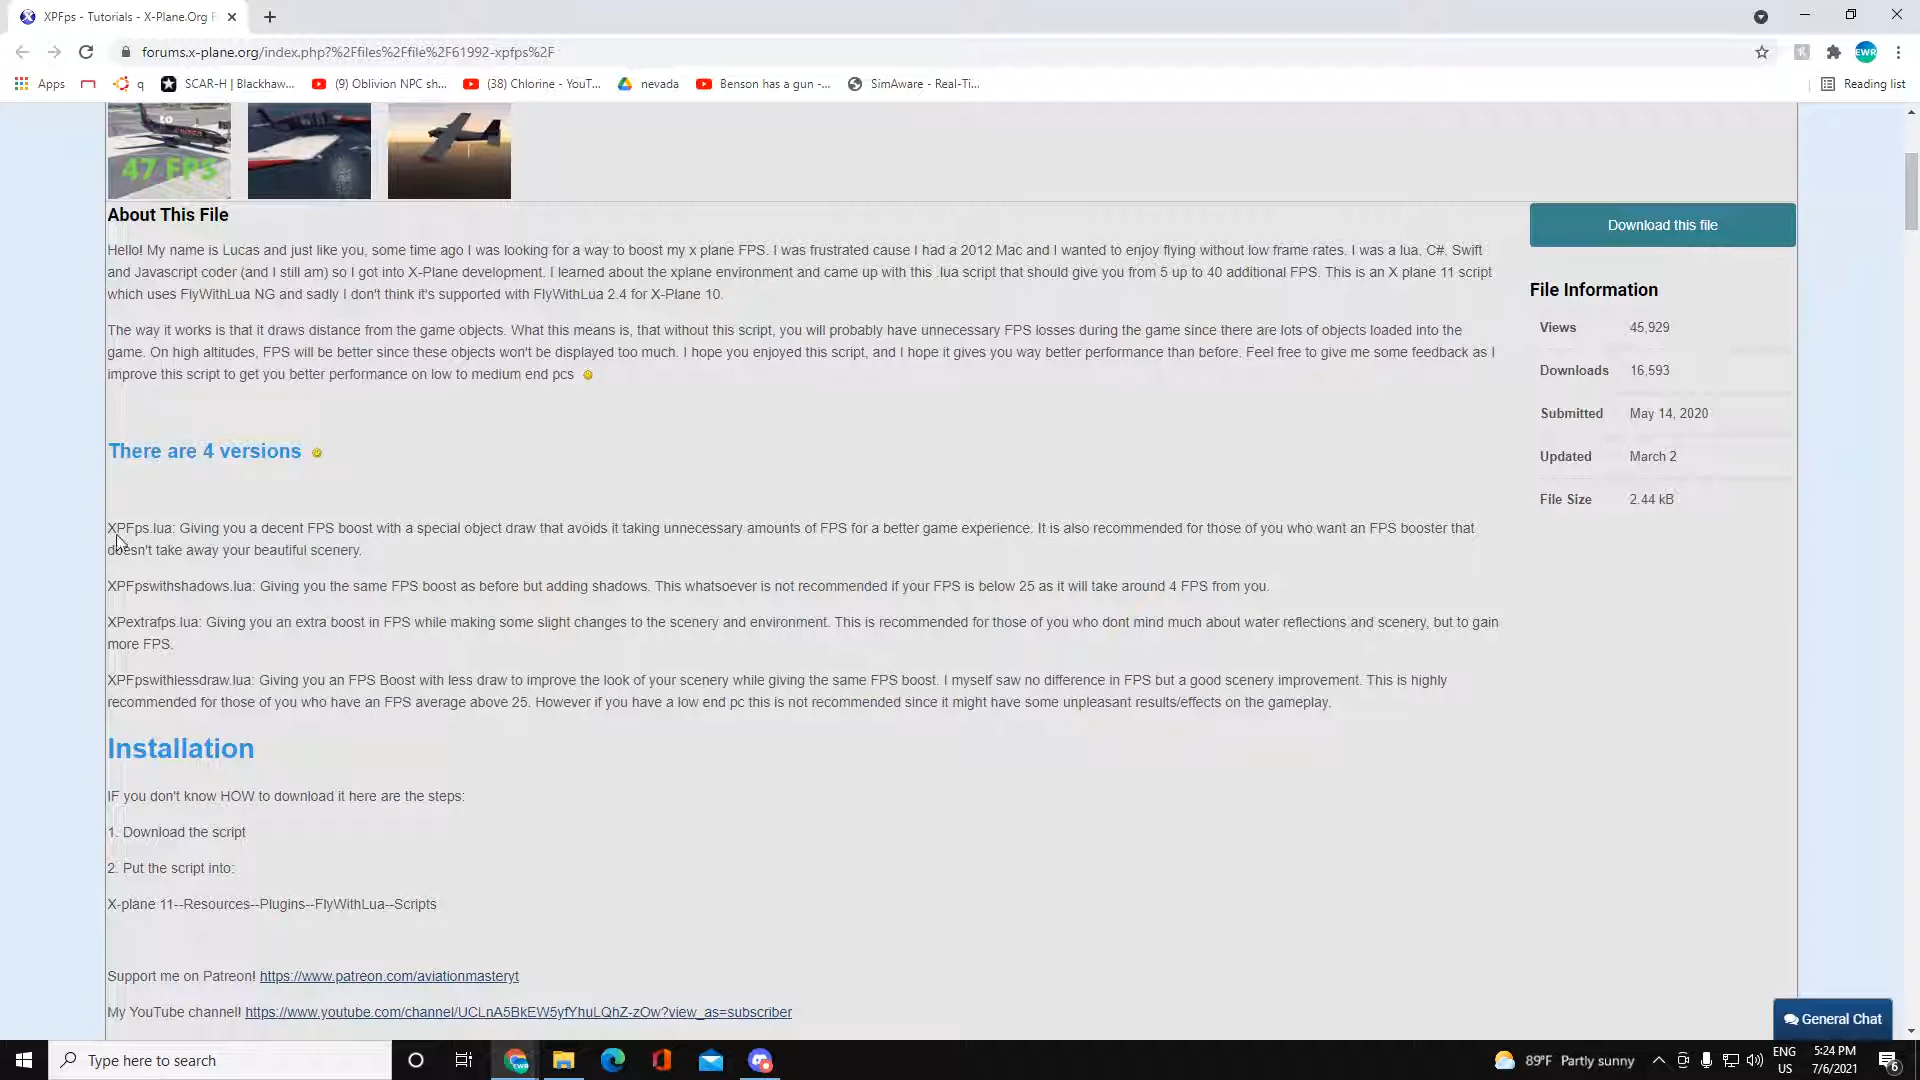 XPFps - Tutorials - X-Plane.Org F
forums.x-plane.org/index.php?%2Ffiles%2Ffile%2F61992-xpfps%2F
EWR
Apps
q
SCAR-H | Blackhaw...
(9) Oblivion NPC sh...
(38) Chlorine - YouT...
nevada
Benson has a gun -...
SimAware - Real-Ti...
Reading list
to
47 FPS
About This File
Hello! My name is Lucas and just like you, some time ago I was looking for a way to boost my x plane FPS. I was frustrated cause I had a 2012 Mac and I wanted to enjoy flying without low frame rates. I was a lua, C#, Swift
and Javascript coder (and I still am) so I got into X-Plane development. I learned about the xplane environment and came up with this .lua script that should give you from 5 up to 40 additional FPS. This is an X plane 11 script
which uses FlyWithLua NG and sadly I don't think it's supported with FlyWithLua 2.4 for X-Plane 10.
The way it works is that it draws distance from the game objects. What this means is, that without this script, you will probably have unnecessary FPS losses during the game since there are lots of objects loaded into the
game. On high altitudes, FPS will be better since these objects won't be displayed too much. I hope you enjoyed this script, and I hope it gives you way better performance than before. Feel free to give me some feedback as I
improve this script to get you better performance on low to medium end pcs
There are 4 versions
XPFps.lua: Giving you a decent FPS boost with a special object draw that avoids it taking unnecessary amounts of FPS for a better game experience. It is also recommended for those of you who want an FPS booster that
doesn't take away your beautiful scenery.
XPFpswithshadows.lua: Giving you the same FPS boost as before but adding shadows. This whatsoever is not recommended if your FPS is below 25 as it will take around 4 FPS from you.
XPextrafps.lua: Giving you an extra boost in FPS while making some slight changes to the scenery and environment. This is recommended for those of you who dont mind much about water reflections and scenery, but to gain
more FPS.
XPFpswithlessdraw.lua: Giving you an FPS Boost with less draw to improve the look of your scenery while giving the same FPS boost. I myself saw no difference in FPS but a good scenery improvement. This is highly
recommended for those of you who have an FPS average above 25. However if you have a low end pc this is not recommended since it might have some unpleasant results/effects on the gameplay.
Installation
IF you don't know HOW to download it here are the steps:
1. Download the script
2. Put the script into:
X-plane 11--Resources--Plugins--FlyWithLua--Scripts
Support me on Patreon! https://www.patreon.com/aviationmasteryt
My YouTube channel! https://www.youtube.com/channel/UCLnA5BkEW5yfYhuLQhZ-zOw?view_as=subscriber
Download this file
File Information
Views 45,929
Downloads 16,593
Submitted May 14, 2020
Updated March 2
File Size 2.44 kB
General Chat
Type here to search
89°F Partly sunny
ENG
US
5:24 PM
7/6/2021
6